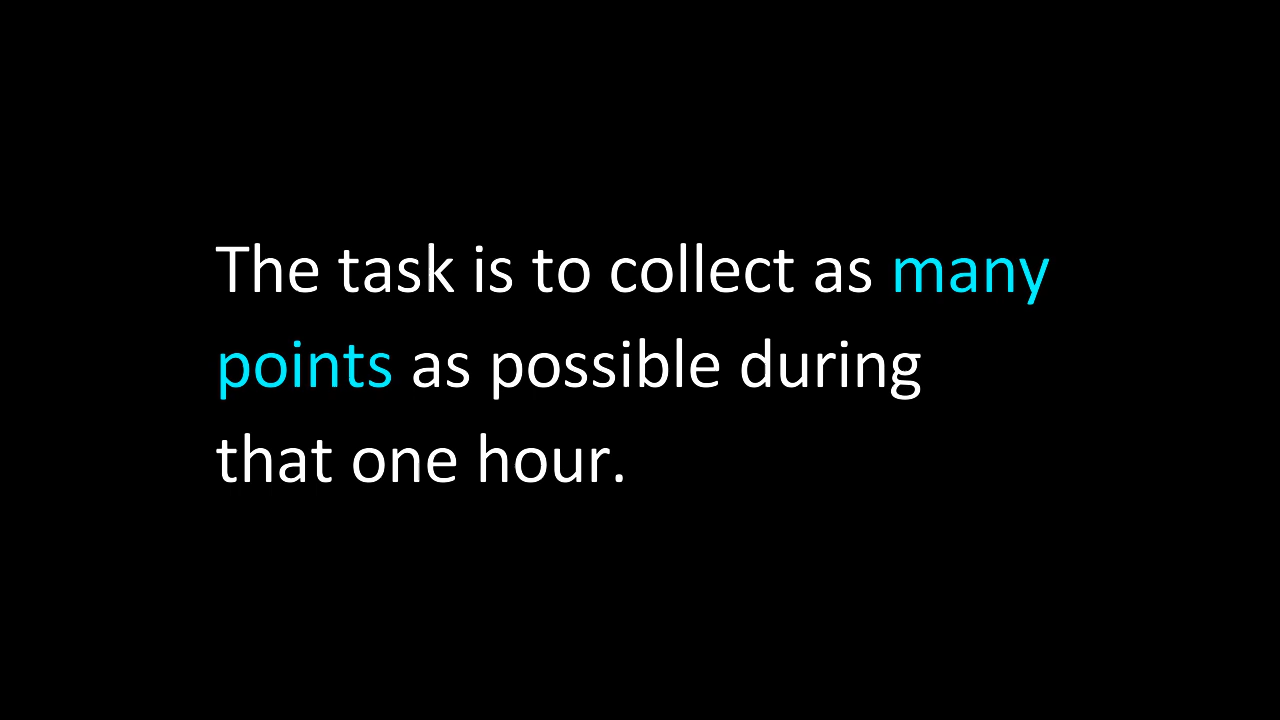 The task is to collect as many
points as possible during
that one hour.